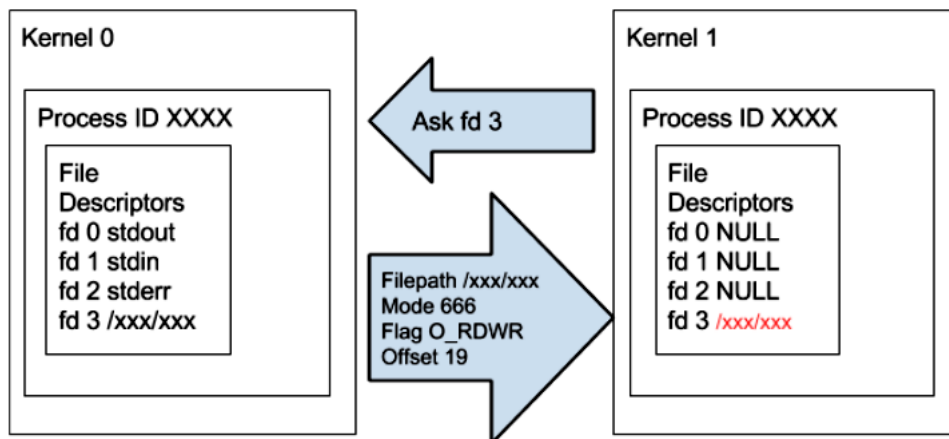 Kernel 0
Process ID XXXX
File
Descriptors
fd 0 stdout
fd 1 stdin
fd 2 stderr
fd 3 /xxx/xxx
Ask fd 3
Filepath /xxx/xxx
Mode 666
Flag O_RDWR
Offset 19
Kernel 1
Process ID XXXX
File
Descriptors
fd 0 NULL
fd 1 NULL
fd 2 NULL
fd 3 /xxx/xxx